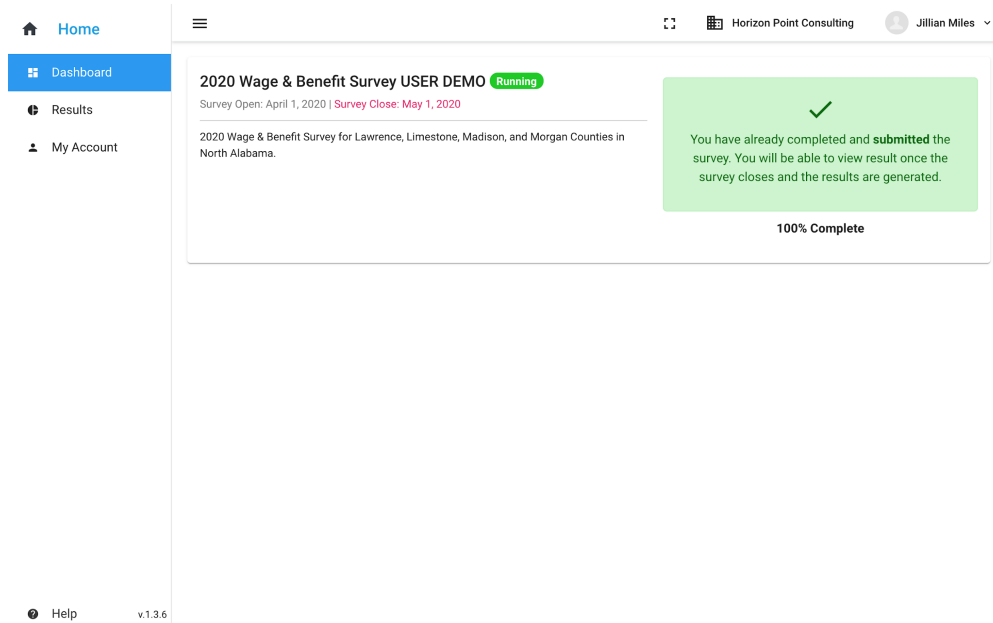 Home
Dashboard
Results
My Account
Help
v.1.3.6
Horizon Point Consulting
Jillian Miles
2020 Wage & Benefit Survey USER DEMO Running
Survey Open: April 1, 2020 | Survey Close: May 1, 2020
2020 Wage & Benefit Survey for Lawrence, Limestone, Madison, and Morgan Counties in
North Alabama.
You have already completed and submitted the
survey. You will be able to view result once the
survey closes and the results are generated.
100% Complete